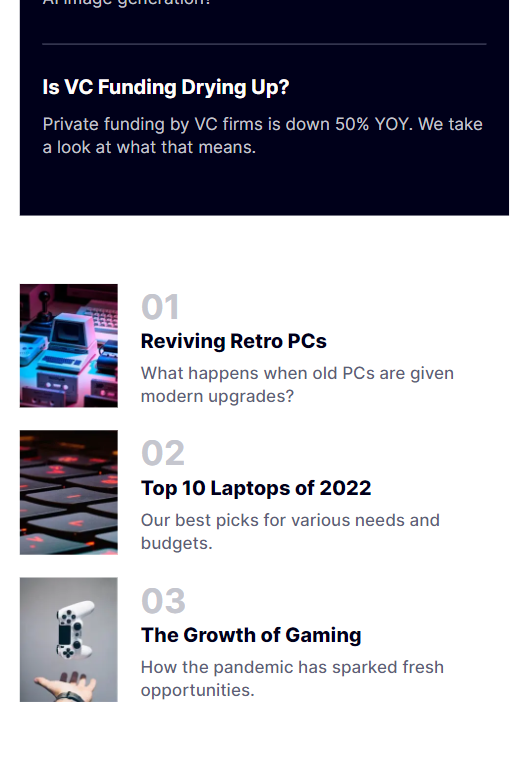 AI image generation?
Is VC Funding Drying Up?
Private funding by VC firms is down 50% YOY. We take
a look at what that means.
01
Reviving Retro PCs
What happens when old PCs are given
modern upgrades?
02
Top 10 Laptops of 2022
Our best picks for various needs and
budgets.
03
The Growth of Gaming
How the pandemic has sparked fresh
opportunities.